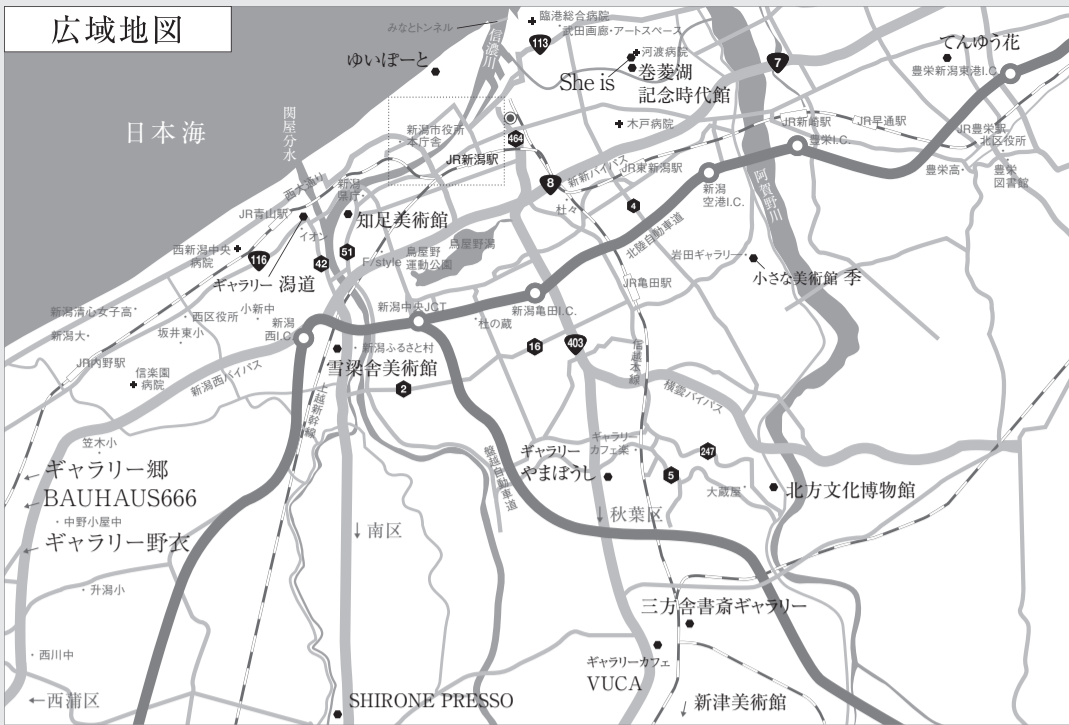 広域地図
みなとトンネル
信濃川
臨港総合病院
武田画廊・アートスペース
113
河渡病院
ゆいぽーと
She is
巻菱湖
記念時代館
7
てんゆう花
豊栄新潟東港I.C.
日本海
関屋分水
新潟市役所
本庁舎
木戸病院
464
JR新潟駅
JR新崎駅
JR早通駅
豊栄I.C.
JR豊栄駅
北区役所
豊栄高
豊栄
図書館
西大通り
新潟
県庁
8
新新バイパス
JR東新潟駅
新潟
空港I.C.
阿賀野川
杜々
4
JR青山駅
イオン
知足美術館
西新潟中央
病院
116
42
51
F/style
鳥屋野
運動公園
鳥屋野潟
北陸自動車道
岩田ギャラリー
小さな美術館 季
ギャラリー 潟道
JR亀田駅
新潟清心女子高
新潟大
西区役所
小新中
坂井東小
新潟
西I.C.
新潟中央JCT
杜の蔵
新潟亀田I.C.
JR内野駅
信楽園
病院
新潟西バイパス
新潟ふるさと村
雪梁舎美術館
16
403
信越本線
2
上越新幹線
横雲バイパス
笠木小
ギャラリー郷
BAUHAUS666
中野小屋中
ギャラリー野衣
磐越自動車道
ギャラリー
やまぼうし
ギャラリー
カフェ楽
247
5
大蔵屋
北方文化博物館
↓南区
↓秋葉区
升潟小
三方舎書斎ギャラリー
西川中
ギャラリーカフェ
VUCA
←西蒲区
SHIRONE PRESSO
↓新津美術館